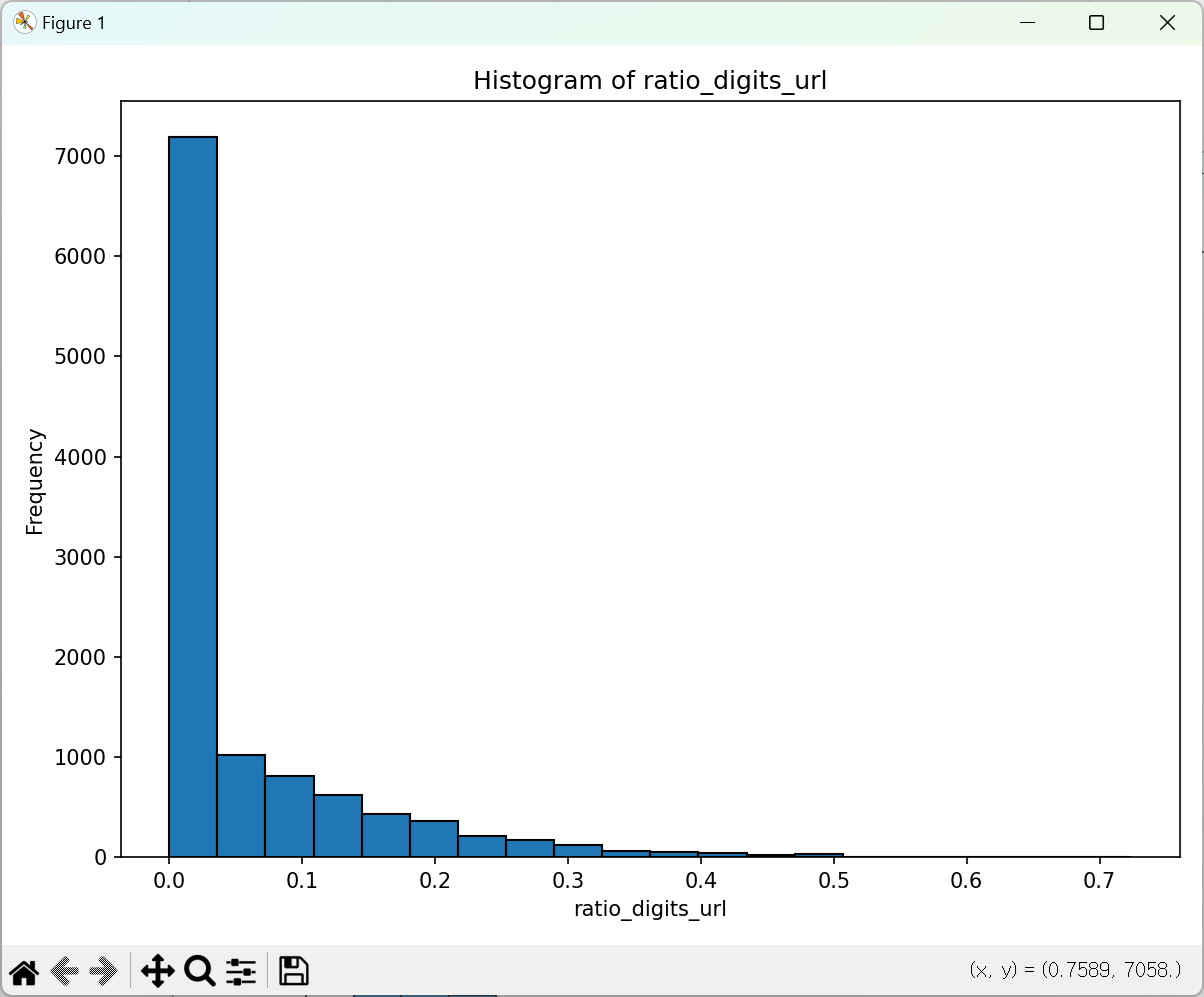 Figure 1
Histogram of ratio_digits_url
7000
6000
5000
4000
3000
2000
1000
0
Frequency
0.0 0.1 0.2 0.3 0.4 0.5 0.6 0.7
ratio_digits_url
(x, y) = (0.7589, 7058.)